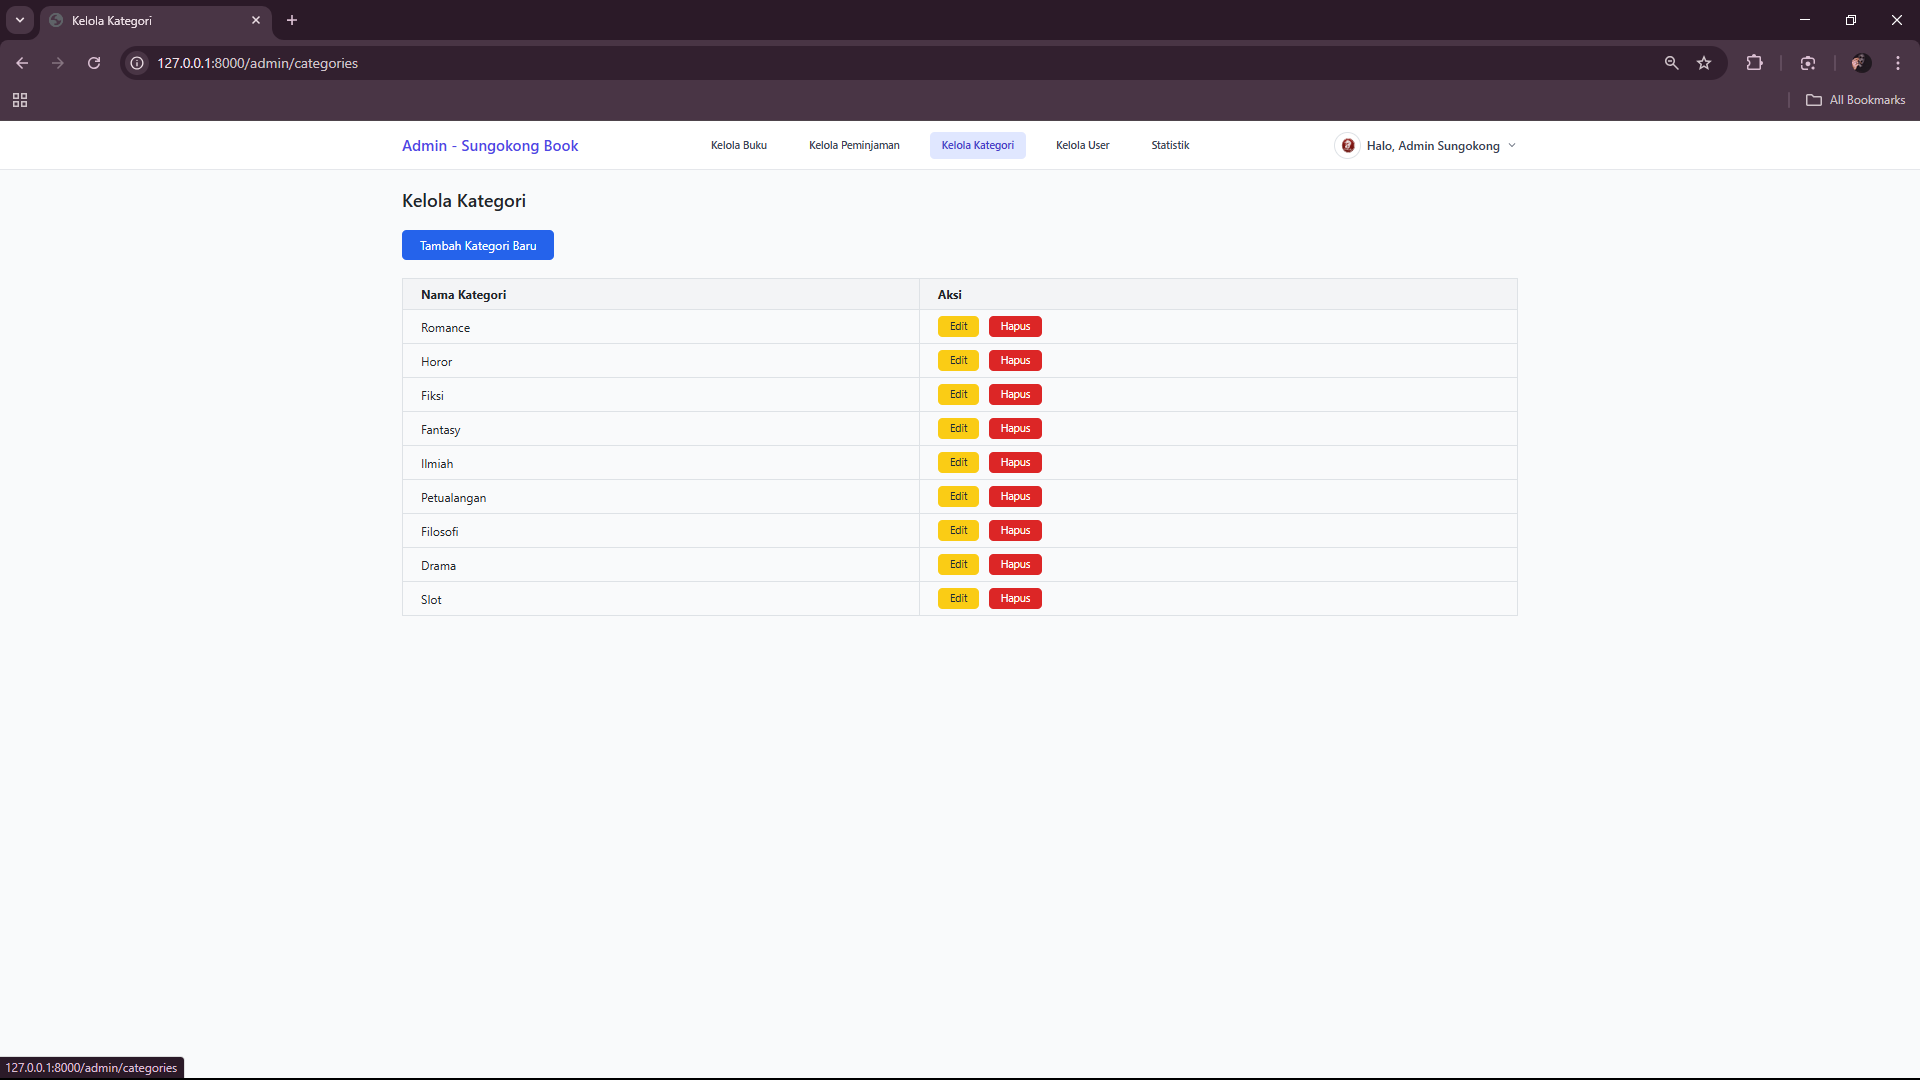 Kelola Kategori
127.0.0.1:8000/admin/categories
All Bookmarks
Admin - Sungokong Book
Kelola Buku
Kelola Peminjaman
Kelola Kategori
Kelola User
Statistik
Halo, Admin Sungokong
Kelola Kategori
Tambah Kategori Baru
Nama Kategori Aksi
Romance Edit Hapus
Horor Edit Hapus
Fiksi Edit Hapus
Fantasy Edit Hapus
Ilmiah Edit Hapus
Petualangan Edit Hapus
Filosofi Edit Hapus
Drama Edit Hapus
Slot Edit Hapus
127.0.0.1:8000/admin/categories